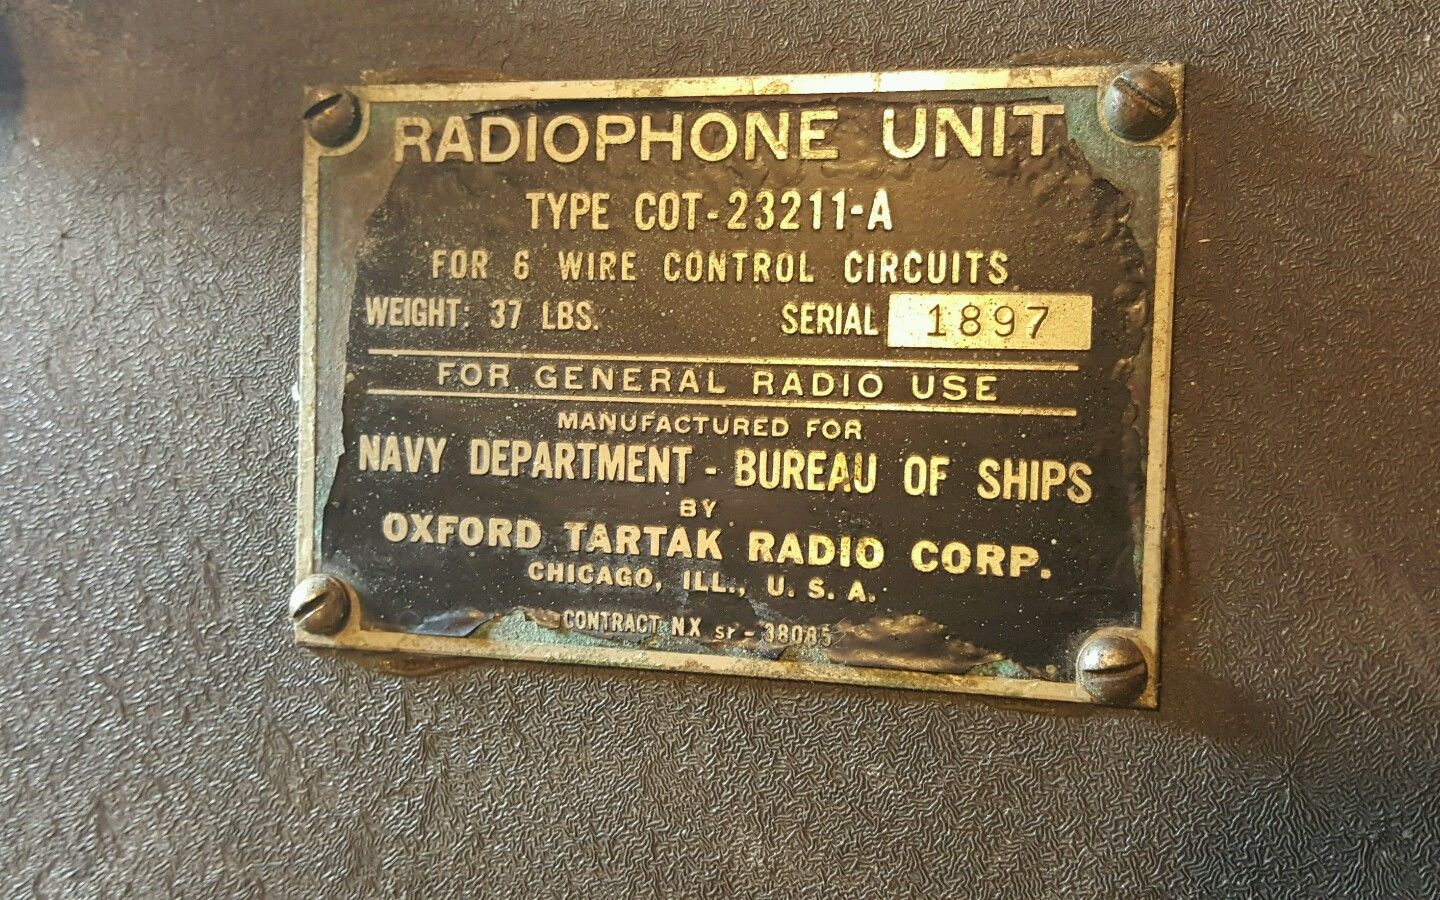 RADIOPHONE UNIT
TYPE COT-23211-A
FOR 6 WIRE CONTROL CIRCUITS
WEIGHT: 37 LBS. SERIAL 1897
FOR GENERAL RADIO USE
MANUFACTURED FOR
NAVY DEPARTMENT - BUREAU OF SHIPS
BY
OXFORD TARTAK RADIO CORP.
CHICAGO, ILL., U. S. A.
CONTRACT NX sr - 38085